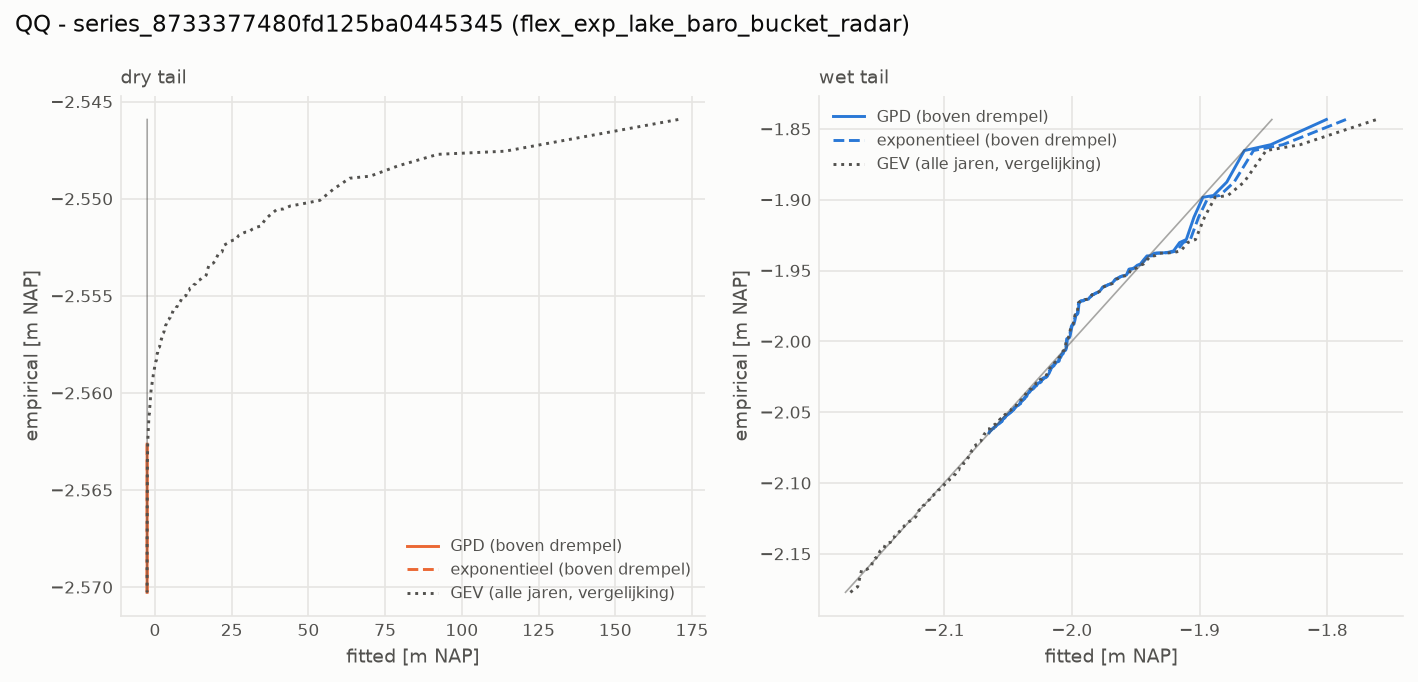 QQ - series_8733377480fd125ba0445345 (flex_exp_lake_baro_bucket_radar)
dry tail
−2.545
−2.550
−2.555
−2.560
−2.565
−2.570
empirical [m NAP]
GPD (boven drempel)
exponentieel (boven drempel)
GEV (alle jaren, vergelijking)
0 25 50 75 100 125 150 175
fitted [m NAP]
wet tail
GPD (boven drempel)
exponentieel (boven drempel)
GEV (alle jaren, vergelijking)
−1.85
−1.90
−1.95
−2.00
−2.05
−2.10
−2.15
empirical [m NAP]
−2.1 −2.0 −1.9 −1.8
fitted [m NAP]